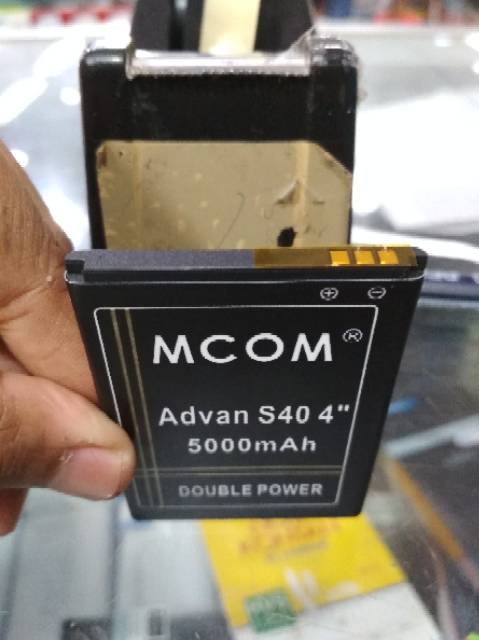 MCOM®
Advan S40 4"
5000mAh
DOUBLE POWER